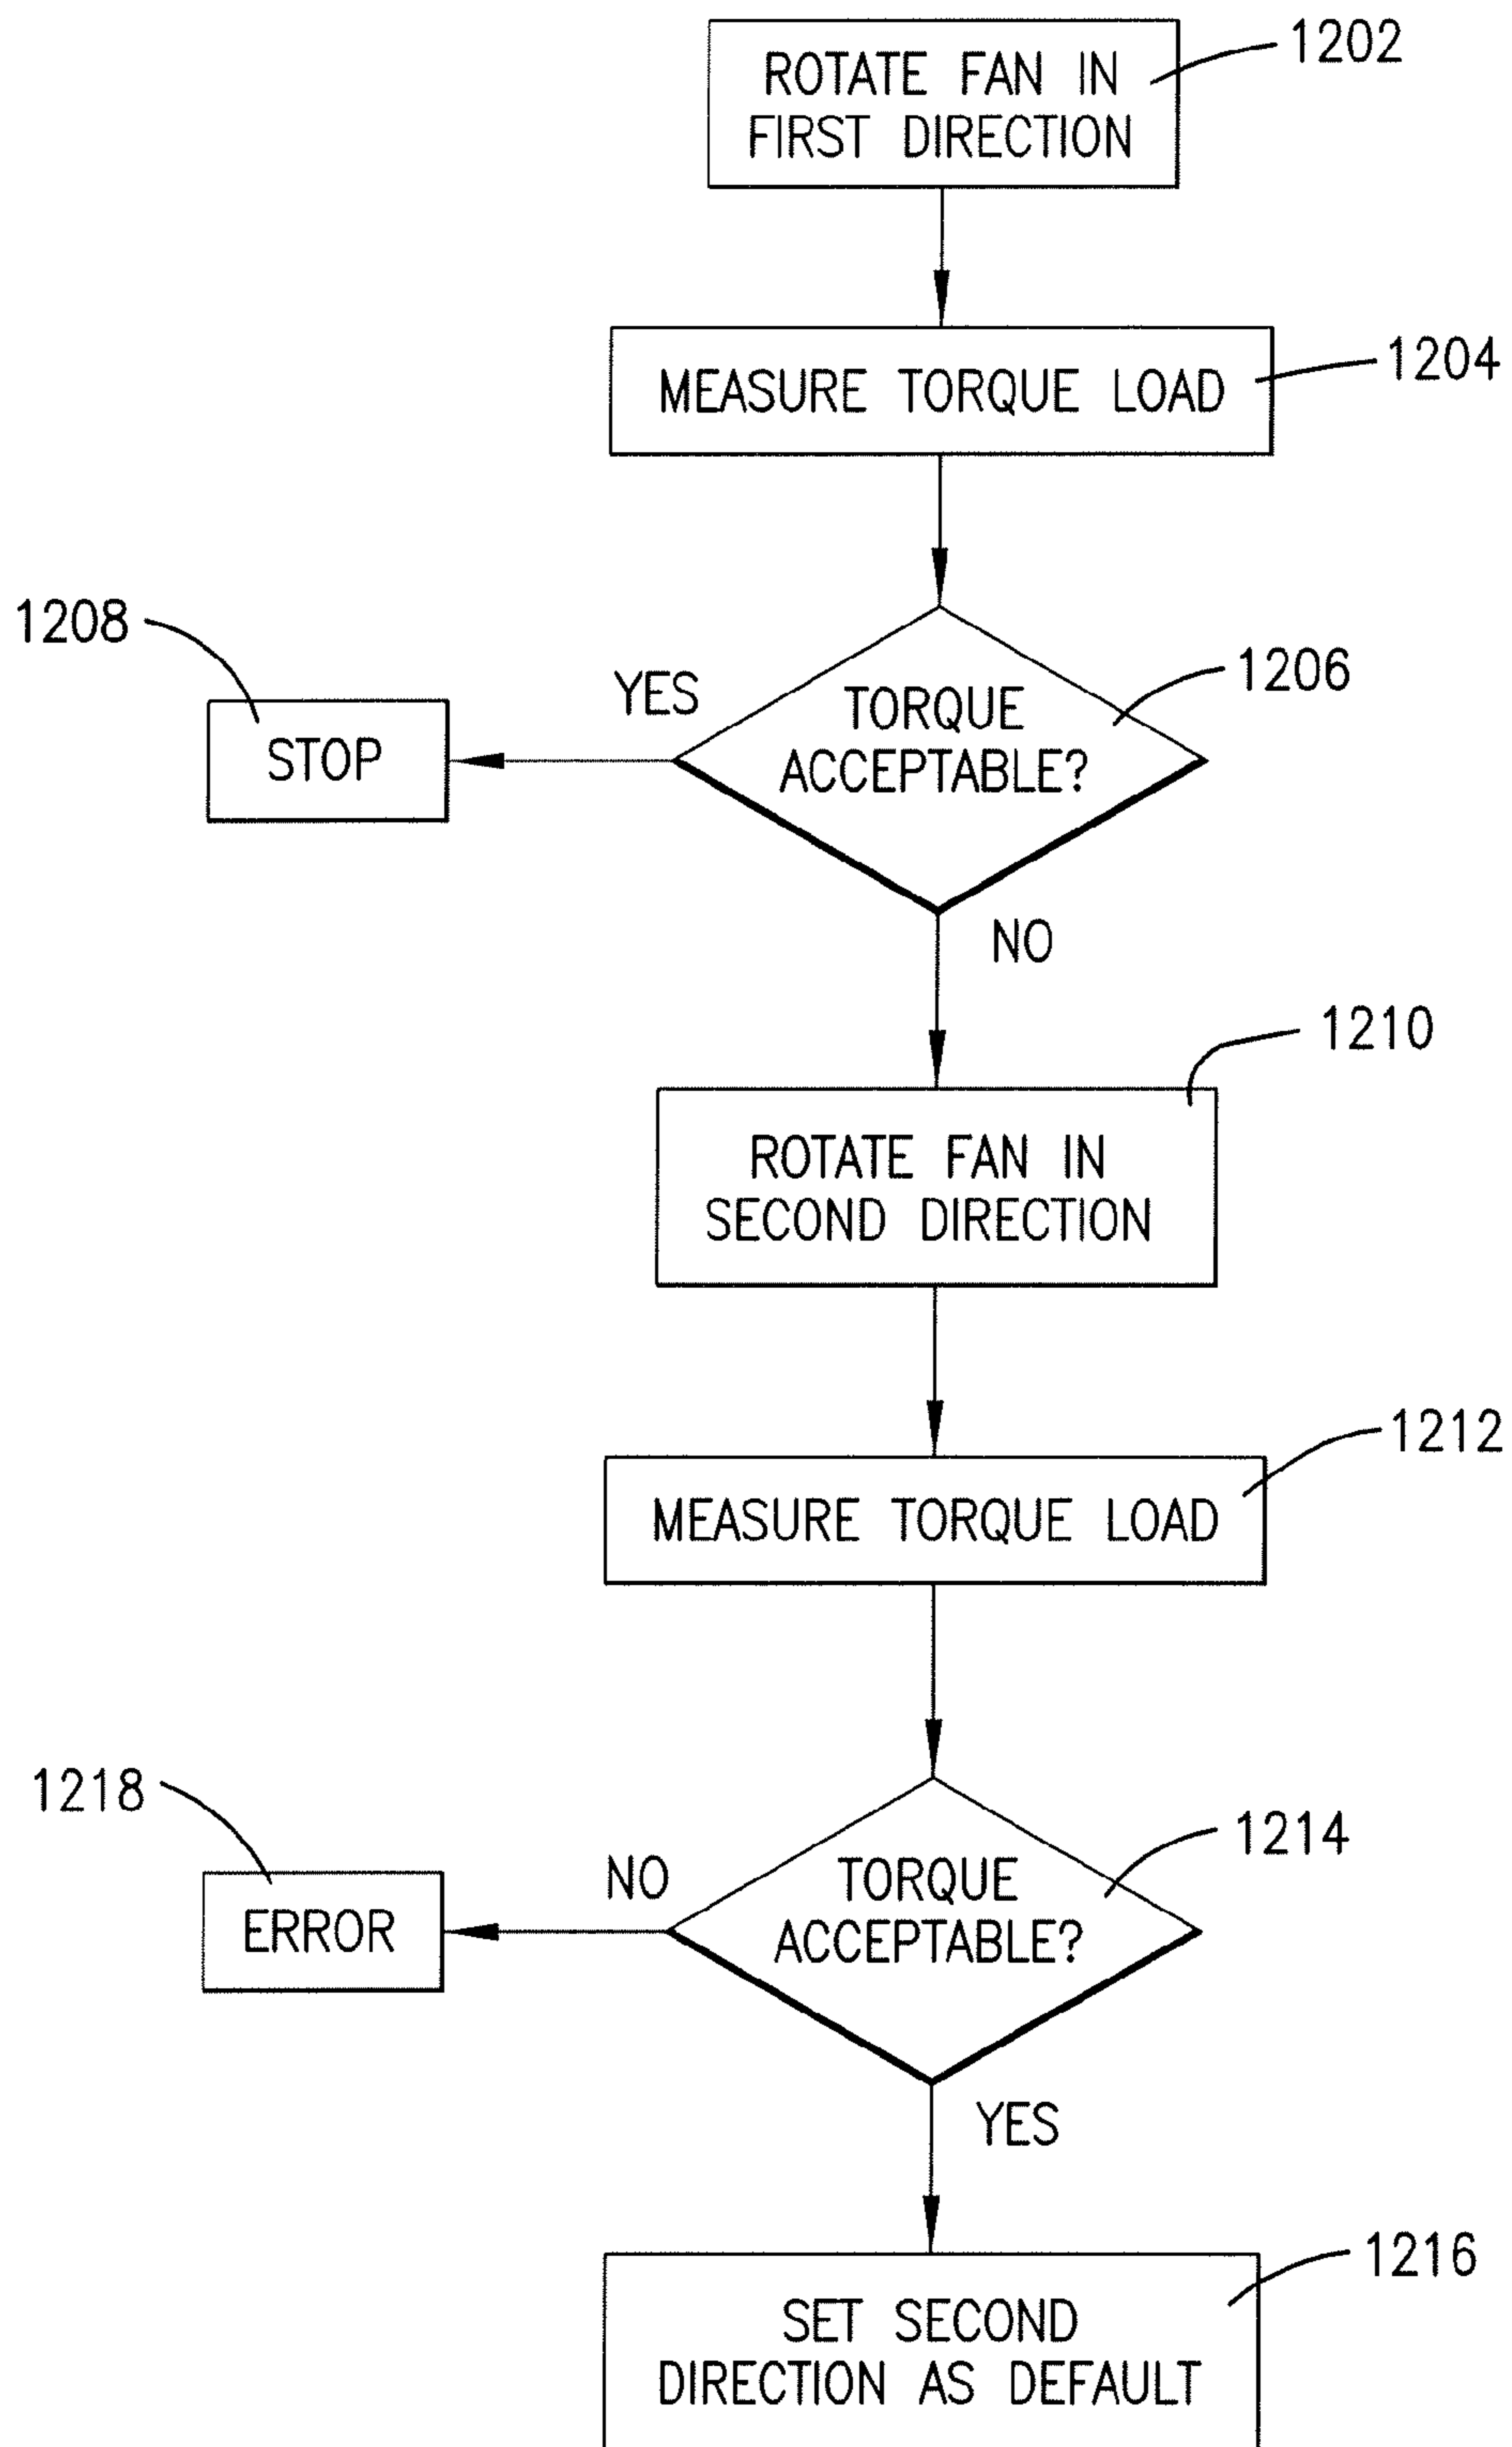 ROTATE FAN IN
FIRST DIRECTION
1202
MEASURE TORQUE LOAD
1204
TORQUE
ACCEPTABLE?
1206
YES
STOP
1208
NO
ROTATE FAN IN
SECOND DIRECTION
1210
MEASURE TORQUE LOAD
1212
TORQUE
ACCEPTABLE?
1214
NO
ERROR
1218
YES
SET SECOND
DIRECTION AS DEFAULT
1216